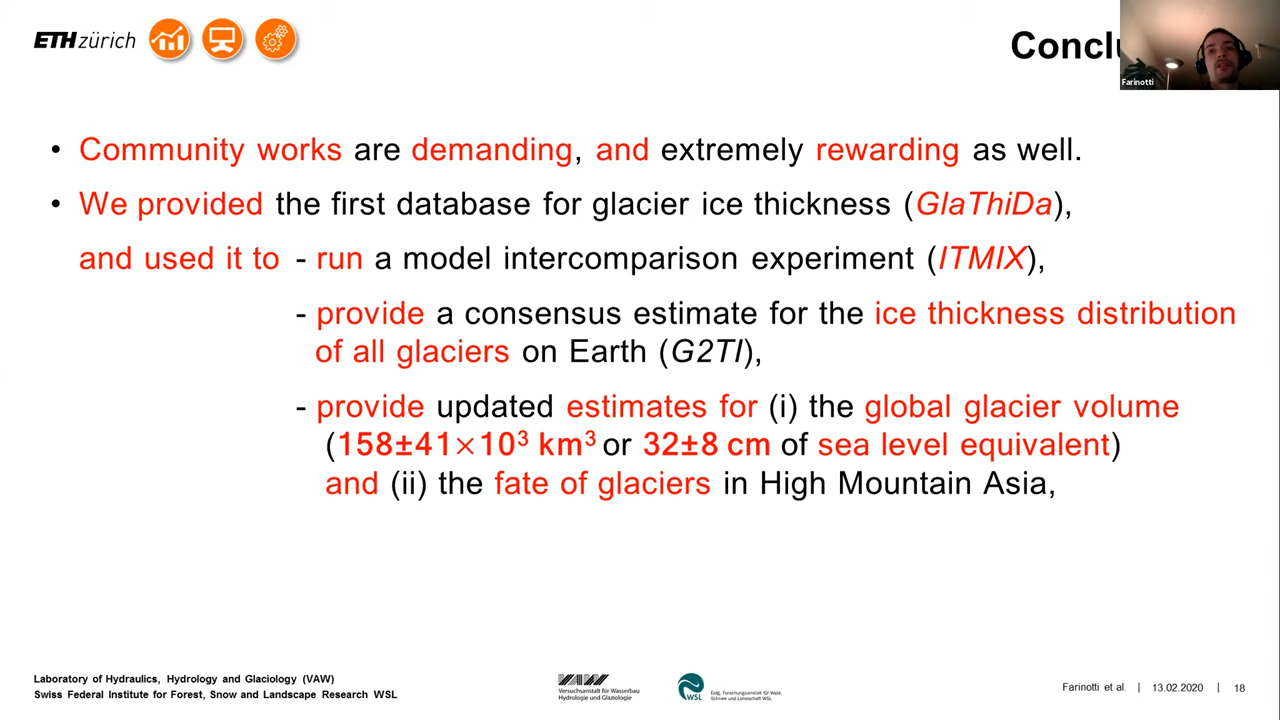 ETH zürich
Conclu
Farinotti
• Community works are demanding, and extremely rewarding as well.
• We provided the first database for glacier ice thickness (GlaThiDa),
and used it to - run a model intercomparison experiment (ITMIX),
- provide a consensus estimate for the ice thickness distribution
of all glaciers on Earth (G2TI),
- provide updated estimates for (i) the global glacier volume
(158±41×10³ km³ or 32±8 cm of sea level equivalent)
and (ii) the fate of glaciers in High Mountain Asia,
Laboratory of Hydraulics, Hydrology and Glaciology (VAW)
Swiss Federal Institute for Forest, Snow and Landscape Research WSL
VAW
Versuchsanstalt für Wasserbau
Hydrologie und Glaziologie
WSL
Eidg. Forschungsanstalt für Wald,
Schnee und Landschaft WSL
Farinotti et al. | 13.02.2020 | 18